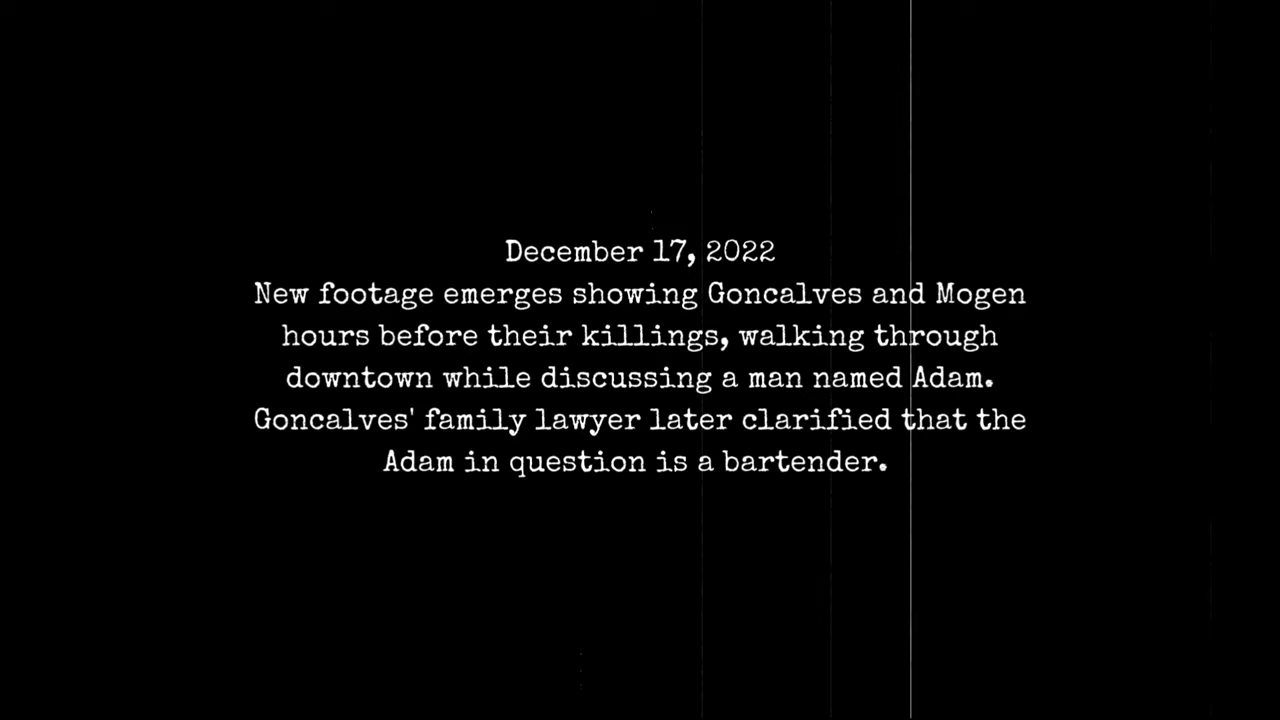 December 17, 2022
New footage emerges showing Goncalves and Mogen
hours before their killings, walking through
downtown while discussing a man named Adam.
Goncalves' family lawyer later clarified that the
Adam in question is a bartender.